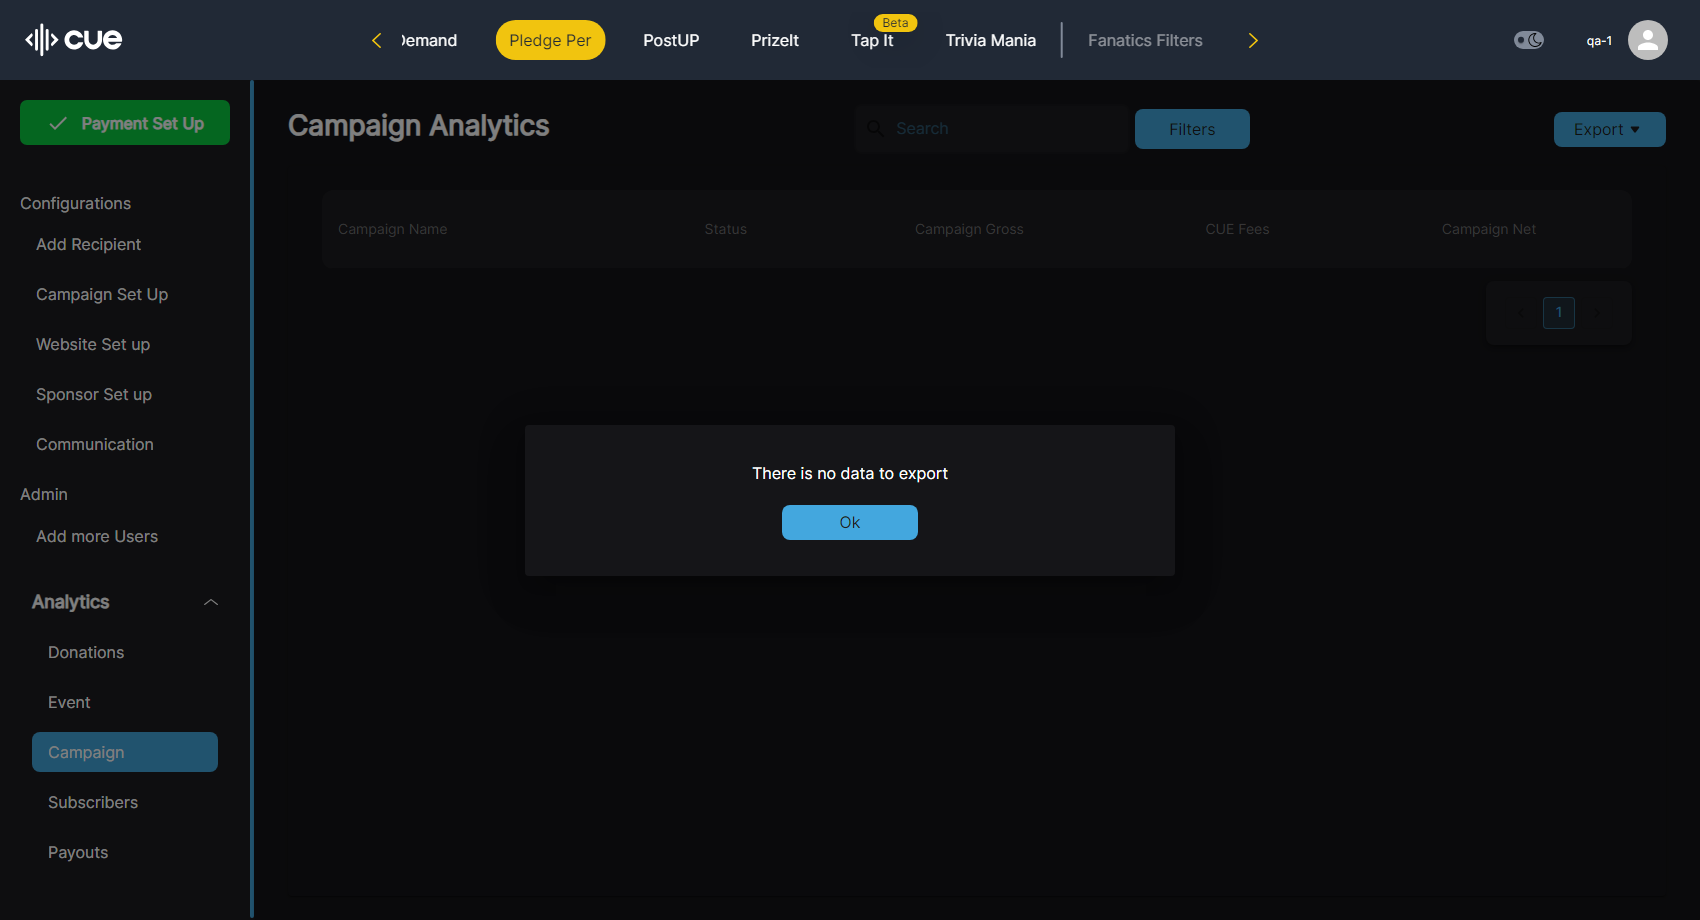 cue
Demand
Pledge Per
PostUP
PrizeIt
Beta
Tap It
Trivia Mania
Fanatics Filters
qa-1
Payment Set Up
Configurations
Add Recipient
Campaign Set Up
Website Set up
Sponsor Set up
Communication
Admin
Add more Users
Analytics
Donations
Event
Campaign
Subscribers
Payouts
Campaign Analytics
Search
Filters
Export
Campaign Name
Status
Campaign Gross
CUE Fees
Campaign Net
1
There is no data to export
Ok